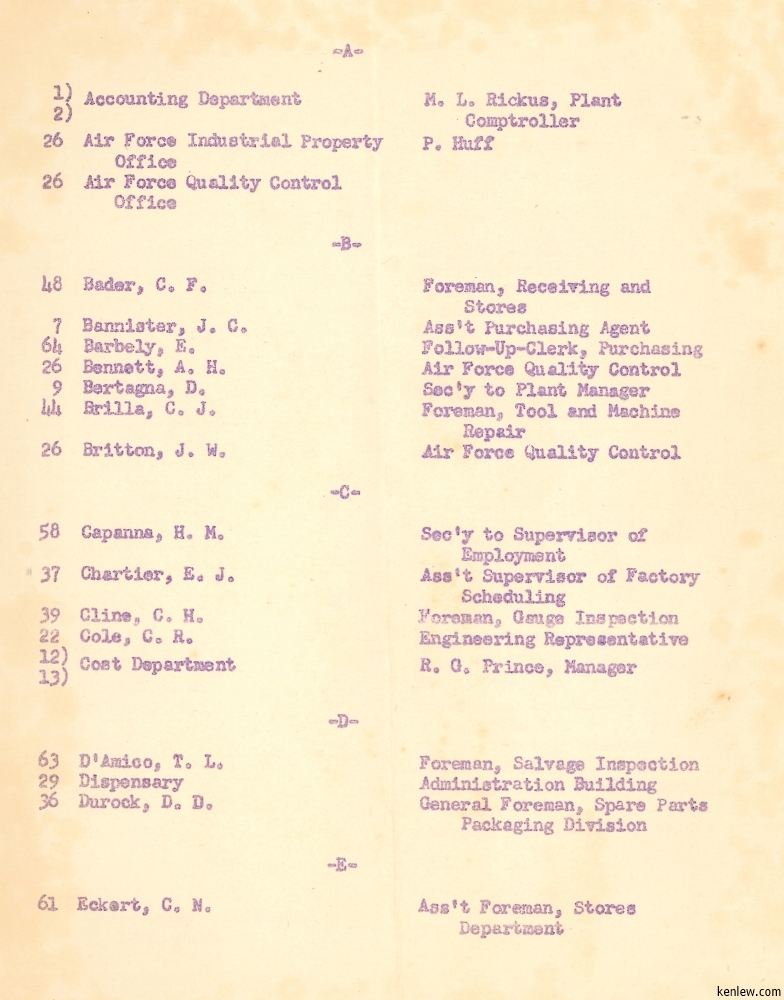 -A-
1) Accounting Department M. L. Rickus, Plant
2) Comptroller
26 Air Force Industrial Property P. Huff
Office
26 Air Force Quality Control
Office
-B-
48 Bader, C. F. Foreman, Receiving and
Stores
7 Bannister, J. C. Ass't Purchasing Agent
64 Barbely, E. Follow-Up-Clerk, Purchasing
26 Bennett, A. H. Air Force Quality Control
9 Bertagna, D. Sec'y to Plant Manager
44 Brilla, C. J. Foreman, Tool and Machine
Repair
26 Britton, J. W. Air Force Quality Control
-C-
58 Capanna, H. M. Sec'y to Supervisor of
Employment
37 Chartier, E. J. Ass't Supervisor of Factory
Scheduling
39 Cline, C. H. Foreman, Gauge Inspection
22 Cole, C. R. Engineering Representative
12) Cost Department R. G. Prince, Manager
13)
-D-
63 D'Amico, T. L. Foreman, Salvage Inspection
29 Dispensary Administration Building
36 Durock, D. D. General Foreman, Spare Parts
Packaging Division
-E-
61 Eckert, C. N. Ass't Foreman, Stores
Department
kenlew.com